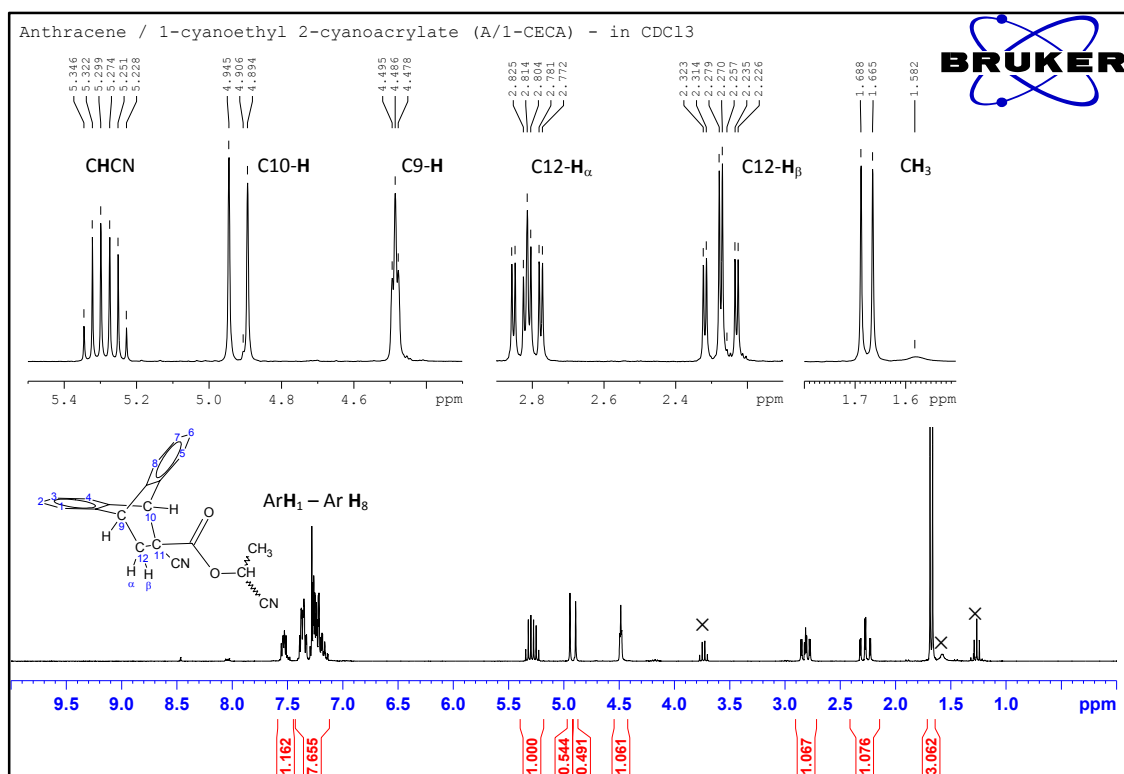 Anthracene / 1-cyanoethyl 2-cyanoacrylate (A/1-CECA) - in CDCl3
BRUKER
5.346
5.322
5.299
5.274
5.251
5.228
4.945
4.906
4.894
4.495
4.486
4.478
2.825
2.814
2.804
2.781
2.772
2.323
2.314
2.279
2.270
2.257
2.235
2.226
1.688
1.665
1.582
CHCN
C10-H
C9-H
C12-Hα
C12-Hβ
CH3
5.4 5.2 5.0 4.8 4.6 ppm
2.8 2.6 2.4 ppm
1.7 1.6 ppm
7 6
8 5
3 4
2 1
10 H
9
H O
CH3
12 11
CN H
H H O
α β CN
ArH1 – Ar H8
9.5 9.0 8.5 8.0 7.5 7.0 6.5 6.0 5.5 5.0 4.5 4.0 3.5 3.0 2.5 2.0 1.5 1.0 ppm
1.162
7.655
1.000
0.544
0.491
1.061
1.067
1.076
3.062